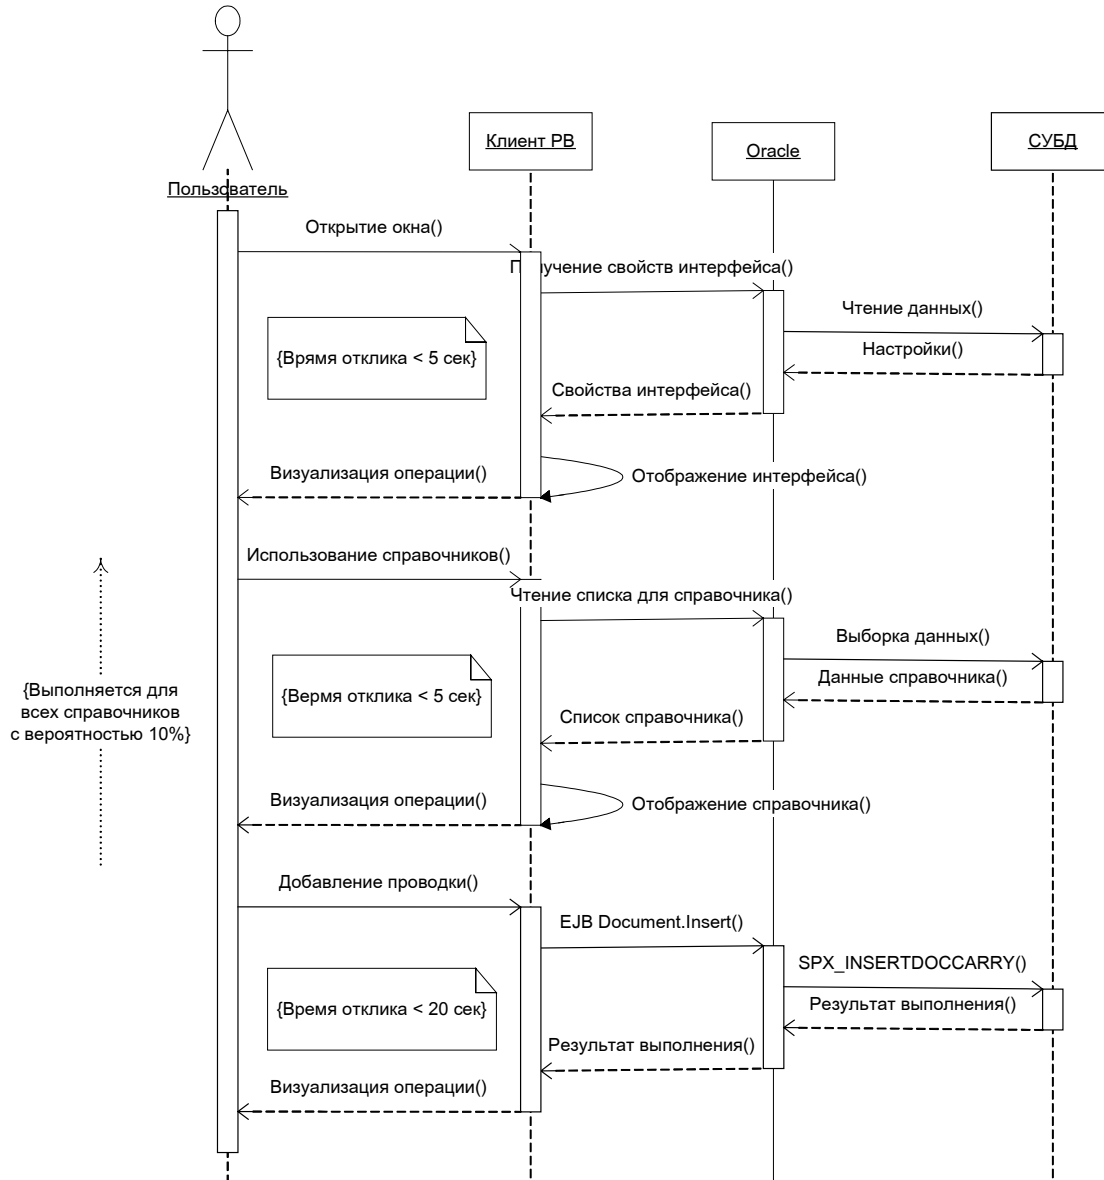 Клиент PB
Oracle
СУБД
Пользователь
Открытие окна()
Получение свойств интерфейса()
Чтение данных()
{Врямя отклика < 5 сек}
Настройки()
Свойства интерфейса()
Визуализация операции()
Отображение интерфейса()
Использование справочников()
Чтение списка для справочника()
Выборка данных()
{Выполняется для
всех справочников
с вероятностью 10%}
{Вермя отклика < 5 сек}
Данные справочника()
Список справочника()
Визуализация операции()
Отображение справочника()
Добавление проводки()
EJB Document.Insert()
SPX_INSERTDOCCARRY()
{Время отклика < 20 сек}
Результат выполнения()
Результат выполнения()
Визуализация операции()